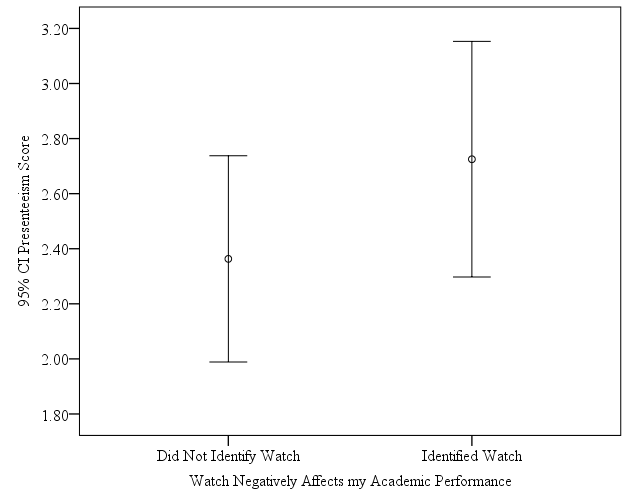 95% CI Presenteeism Score
3.20
3.00
2.80
2.60
2.40
2.20
2.00
1.80
Did Not Identify Watch
Identified Watch
Watch Negatively Affects my Academic Performance